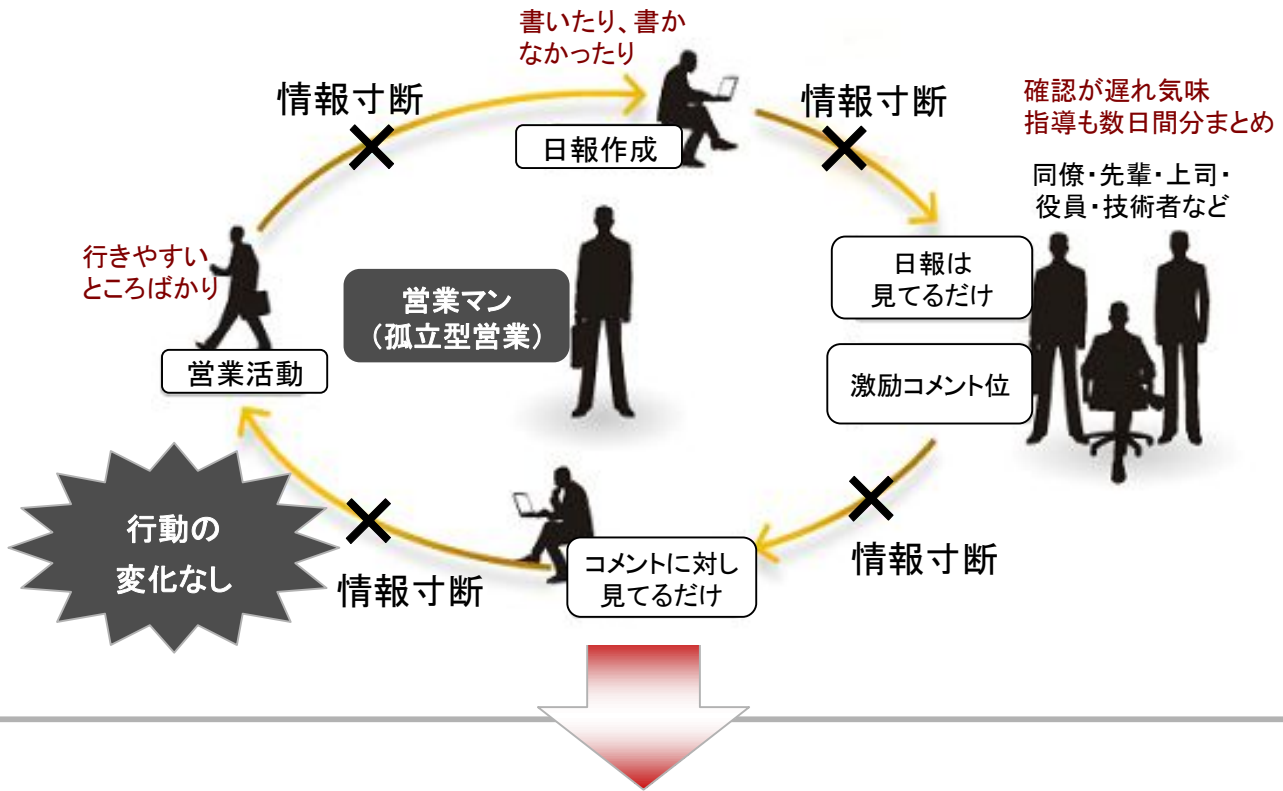 書いたり、書か
なかったり
情報寸断
情報寸断
日報作成
確認が遅れ気味
指導も数日間分まとめ
同僚・先輩・上司・
役員・技術者など
行きやすい
ところばかり
営業マン
（孤立型営業）
日報は
見てるだけ
営業活動
激励コメント位
行動の
変化なし
情報寸断
コメントに対し
見てるだけ
情報寸断